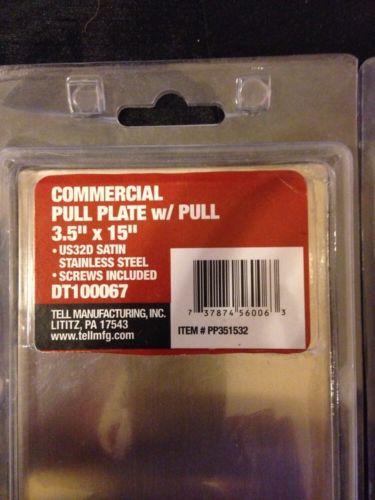 COMMERCIAL
PULL PLATE w/ PULL
3.5" x 15"
• US32D SATIN
STAINLESS STEEL
• SCREWS INCLUDED
DT100067
TELL MANUFACTURING, INC.
LITITZ, PA 17543
www.tellmfg.com
7 37874 56006 3
ITEM # PP351532